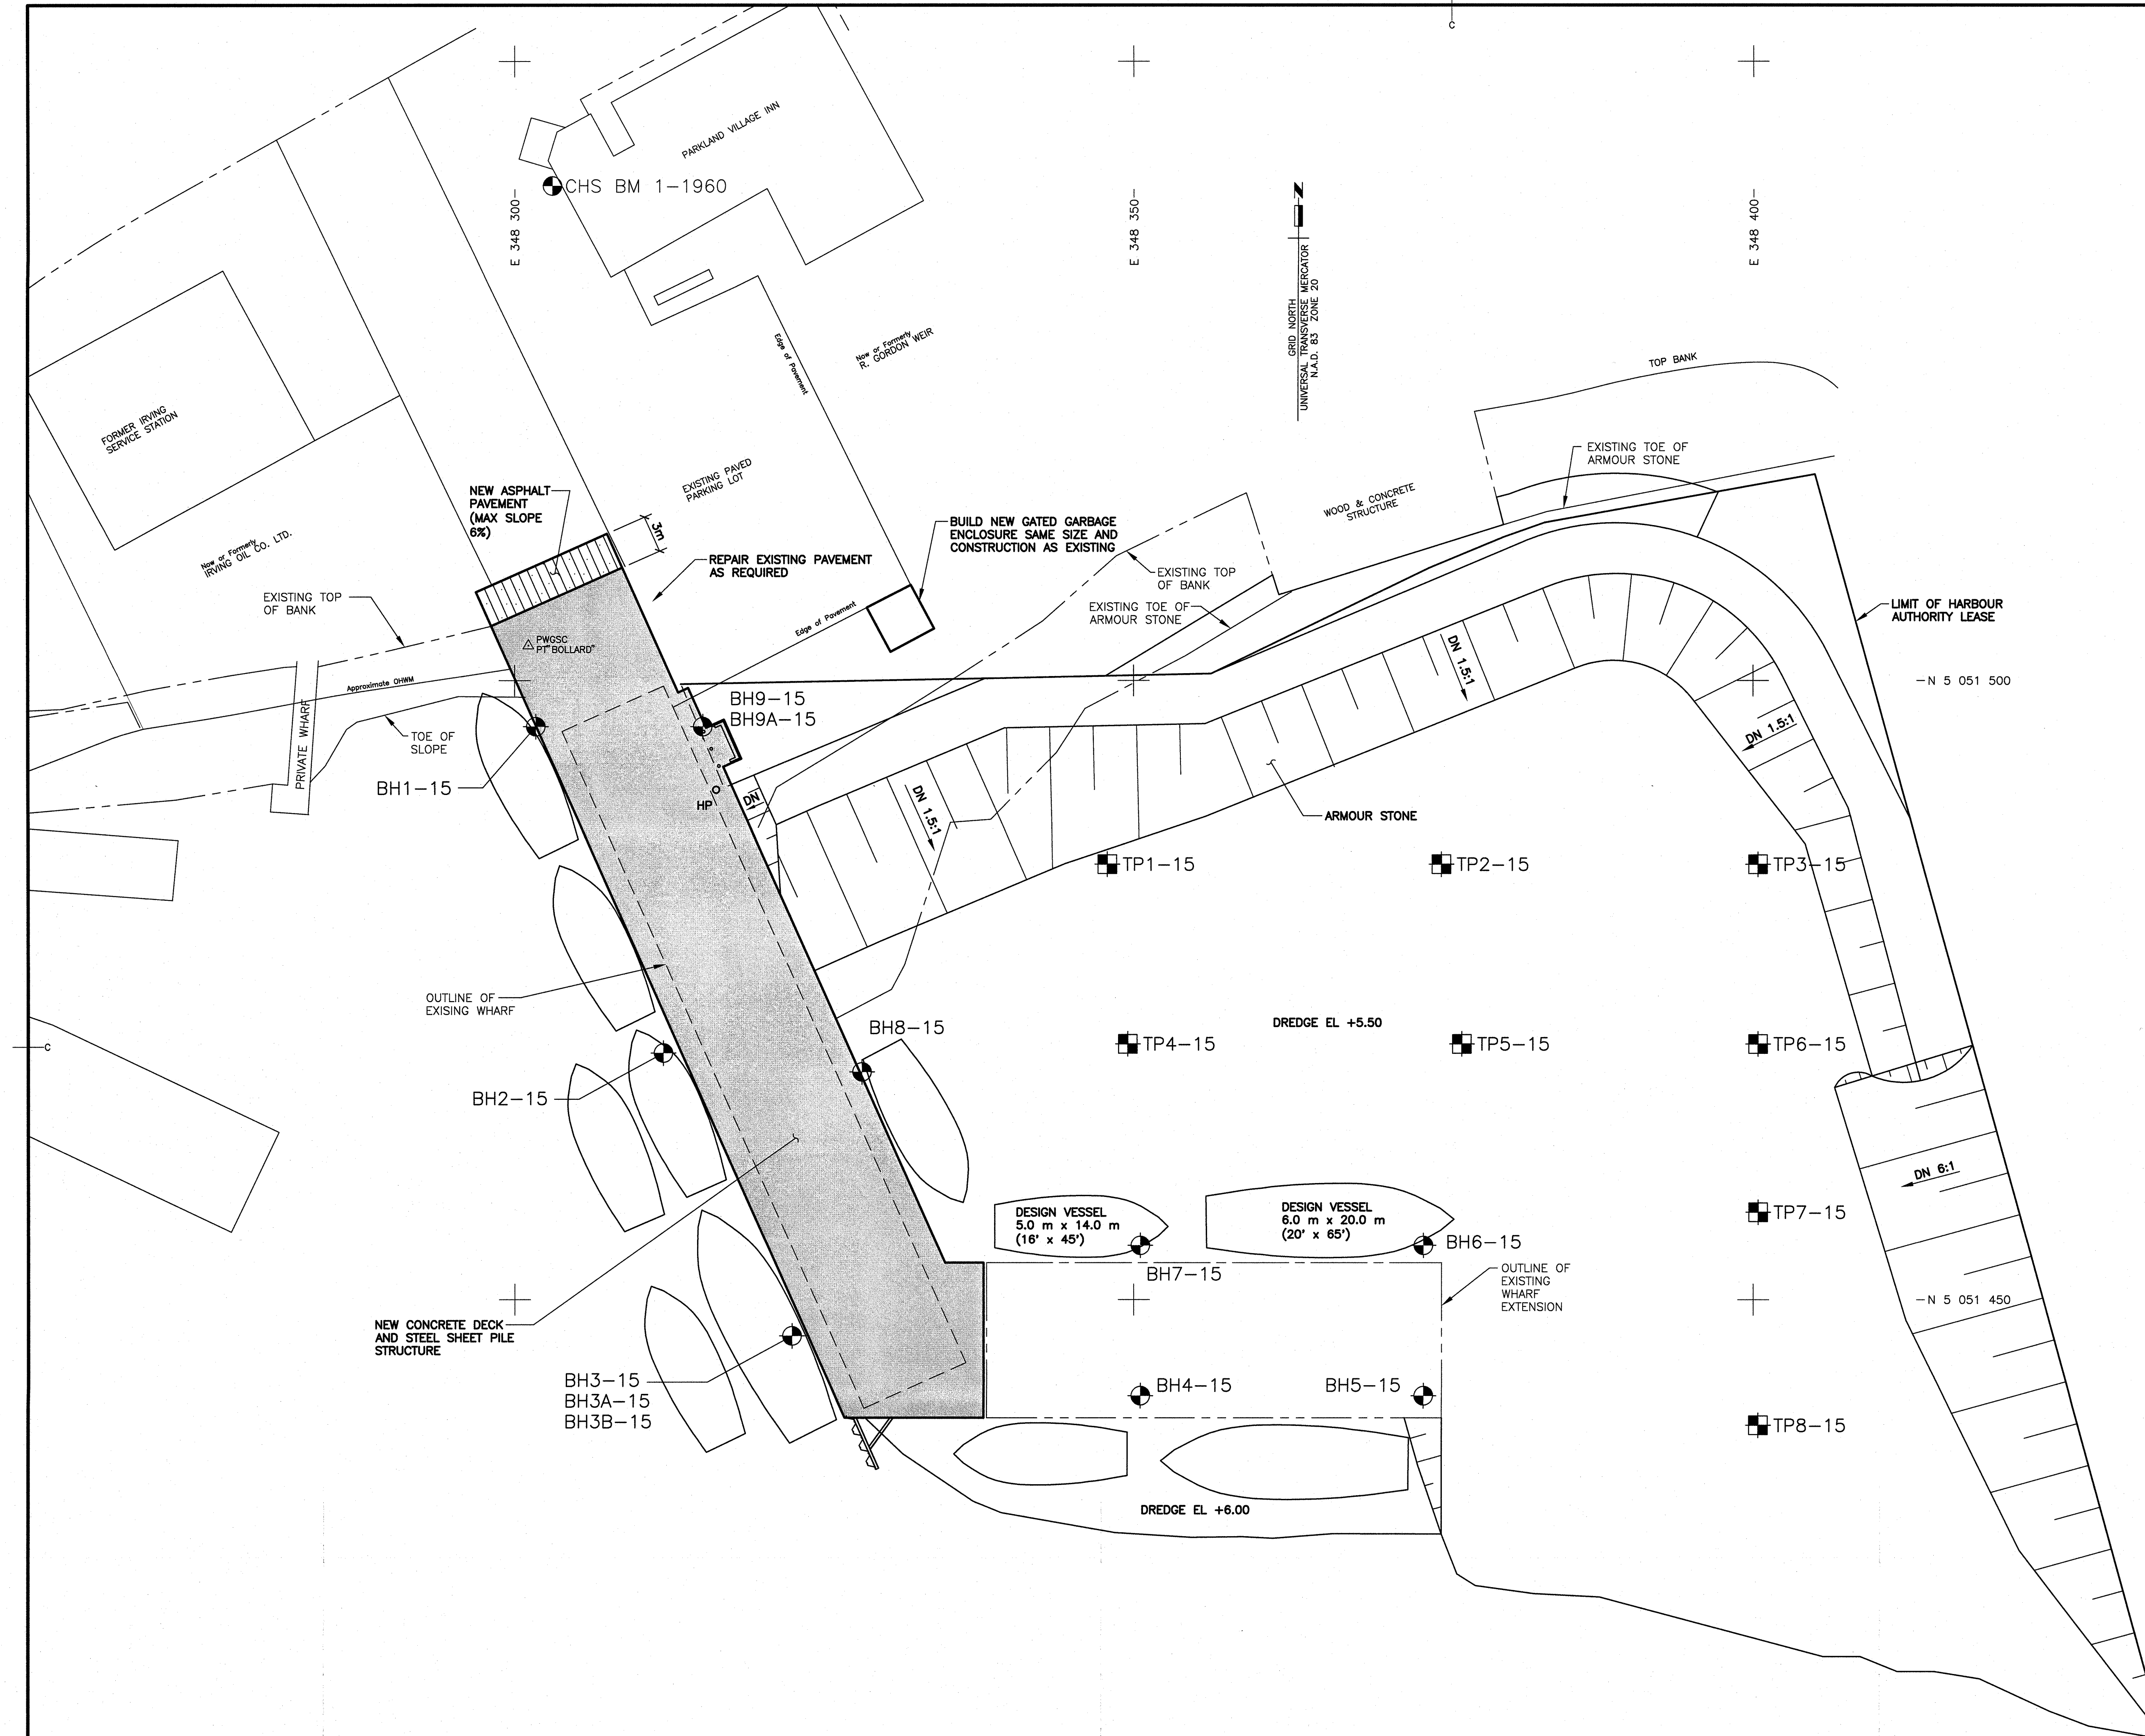 C
PARKLAND VILLAGE INN
CHS BM 1-1960
E 348 300
E 348 350
E 348 400
N
GRID NORTH
UNIVERSAL TRANSVERSE MERCATOR
N.A.D. 83 ZONE 20
Edge of Pavement
Now or Formerly
R. GORDON WEIR
TOP BANK
FORMER IRVING
SERVICE STATION
EXISTING TOE OF
ARMOUR STONE
EXISTING PAVED
PARKING LOT
WOOD & CONCRETE
STRUCTURE
NEW ASPHALT
PAVEMENT
(MAX SLOPE
6%)
3m
BUILD NEW GATED GARBAGE
ENCLOSURE SAME SIZE AND
CONSTRUCTION AS EXISTING
Now or Formerly
IRVING OIL CO. LTD.
REPAIR EXISTING PAVEMENT
AS REQUIRED
EXISTING TOP
OF BANK
EXISTING TOP
OF BANK
EXISTING TOE OF
ARMOUR STONE
LIMIT OF HARBOUR
AUTHORITY LEASE
Edge of Pavement
PWGSC
PT"BOLLARD"
DN 1.5:1
Approximate OHWM
N 5 051 500
BH9-15
BH9A-15
PRIVATE WHARF
TOE OF
SLOPE
DN 1.5:1
BH1-15
HP
DN
DN 1.5:1
ARMOUR STONE
TP1-15
TP2-15
TP3-15
OUTLINE OF
EXISING WHARF
BH8-15
DREDGE EL +5.50
C
TP4-15
TP5-15
TP6-15
BH2-15
DN 6:1
DESIGN VESSEL
5.0 m x 14.0 m
(16' x 45')
DESIGN VESSEL
6.0 m x 20.0 m
(20' x 65')
TP7-15
BH6-15
BH7-15
OUTLINE OF
EXISTING
WHARF
EXTENSION
N 5 051 450
NEW CONCRETE DECK
AND STEEL SHEET PILE
STRUCTURE
BH3-15
BH3A-15
BH3B-15
BH4-15
BH5-15
TP8-15
DREDGE EL +6.00